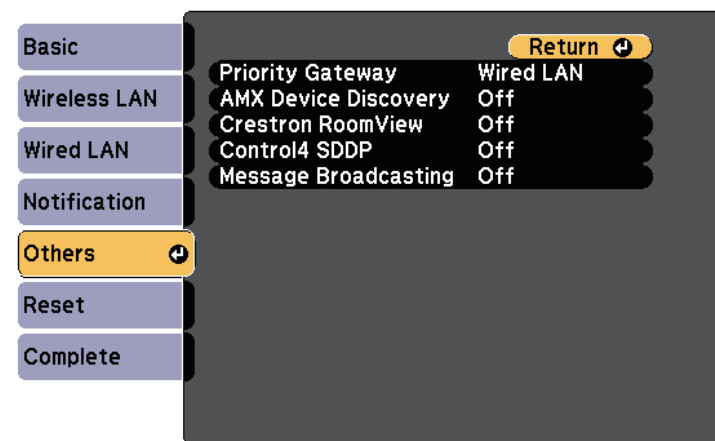 Basic
Wireless LAN
Wired LAN
Notification
Others
Reset
Complete
Return
Priority Gateway Wired LAN
AMX Device Discovery Off
Crestron RoomView Off
Control4 SDDP Off
Message Broadcasting Off